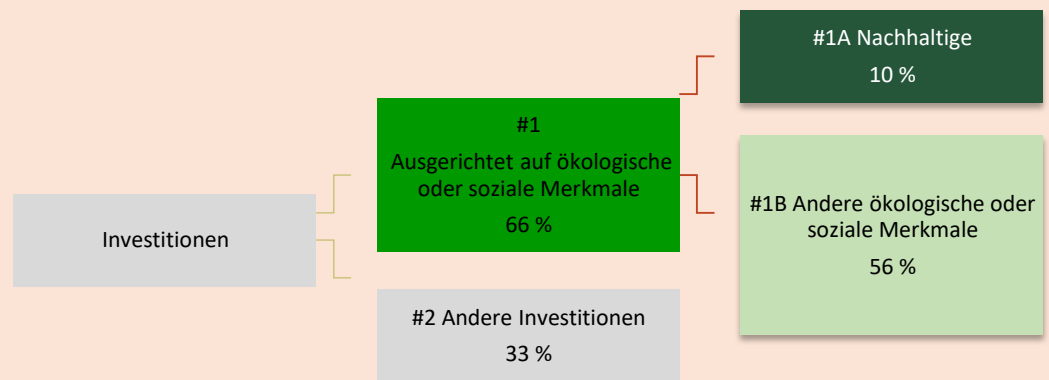 Investitionen
#1
Ausgerichtet auf ökologische
oder soziale Merkmale
66 %
#2 Andere Investitionen
33 %
#1A Nachhaltige
10 %
#1B Andere ökologische oder
soziale Merkmale
56 %